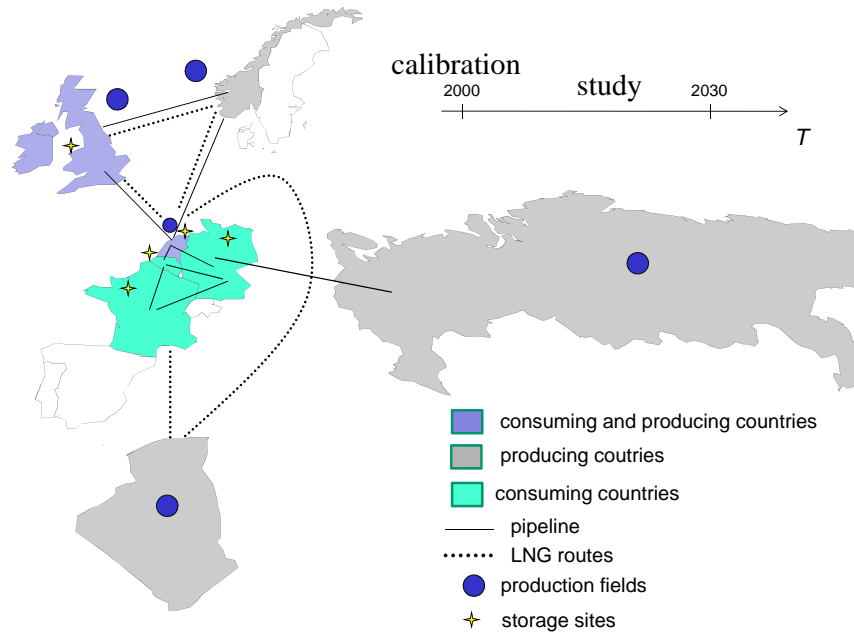 calibration
study
2000
2030
T
consuming and producing countries
producing coutries
consuming countries
pipeline
LNG routes
production fields
storage sites